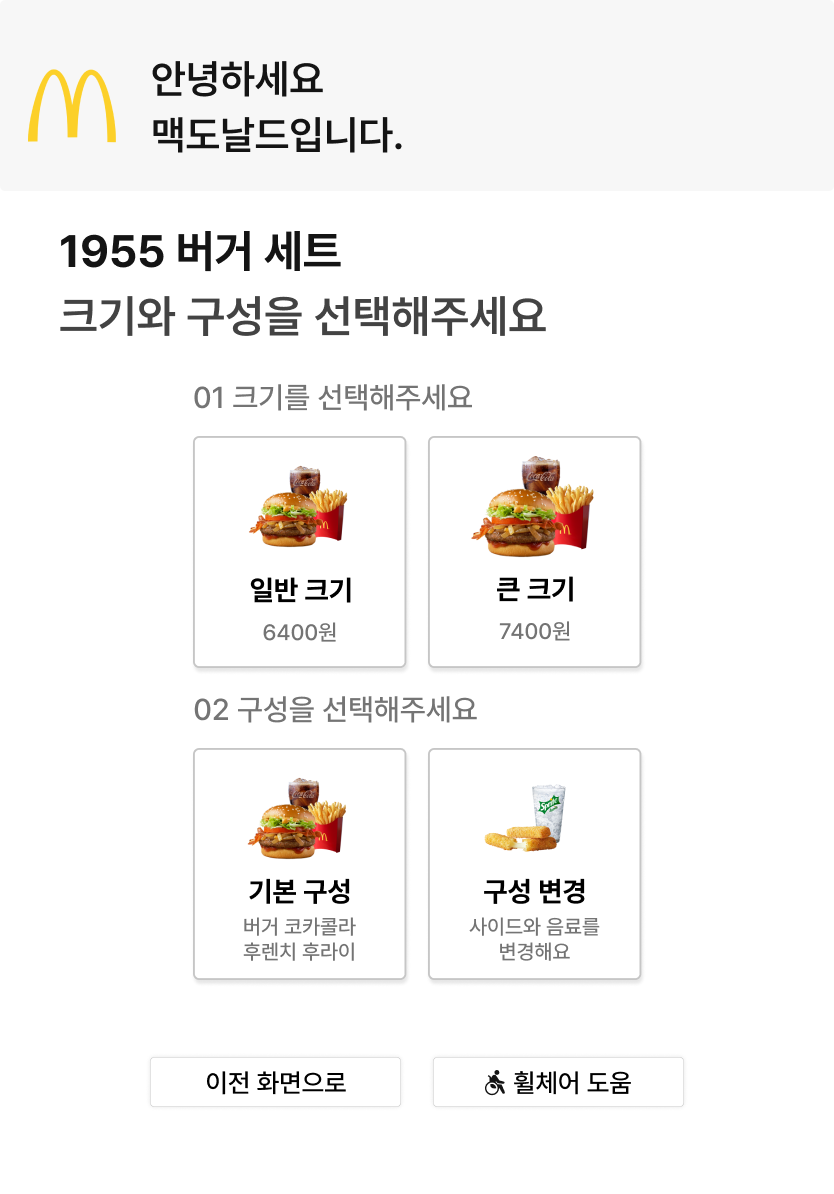 안녕하세요
맥도날드입니다.
1955 버거 세트
크기와 구성을 선택해주세요
01 크기를 선택해주세요
일반 크기
6400원
큰 크기
7400원
02 구성을 선택해주세요
기본 구성
버거 코카콜라
후렌치 후라이
Sprite
구성 변경
사이드와 음료를
변경해요
이전 화면으로
휠체어 도움